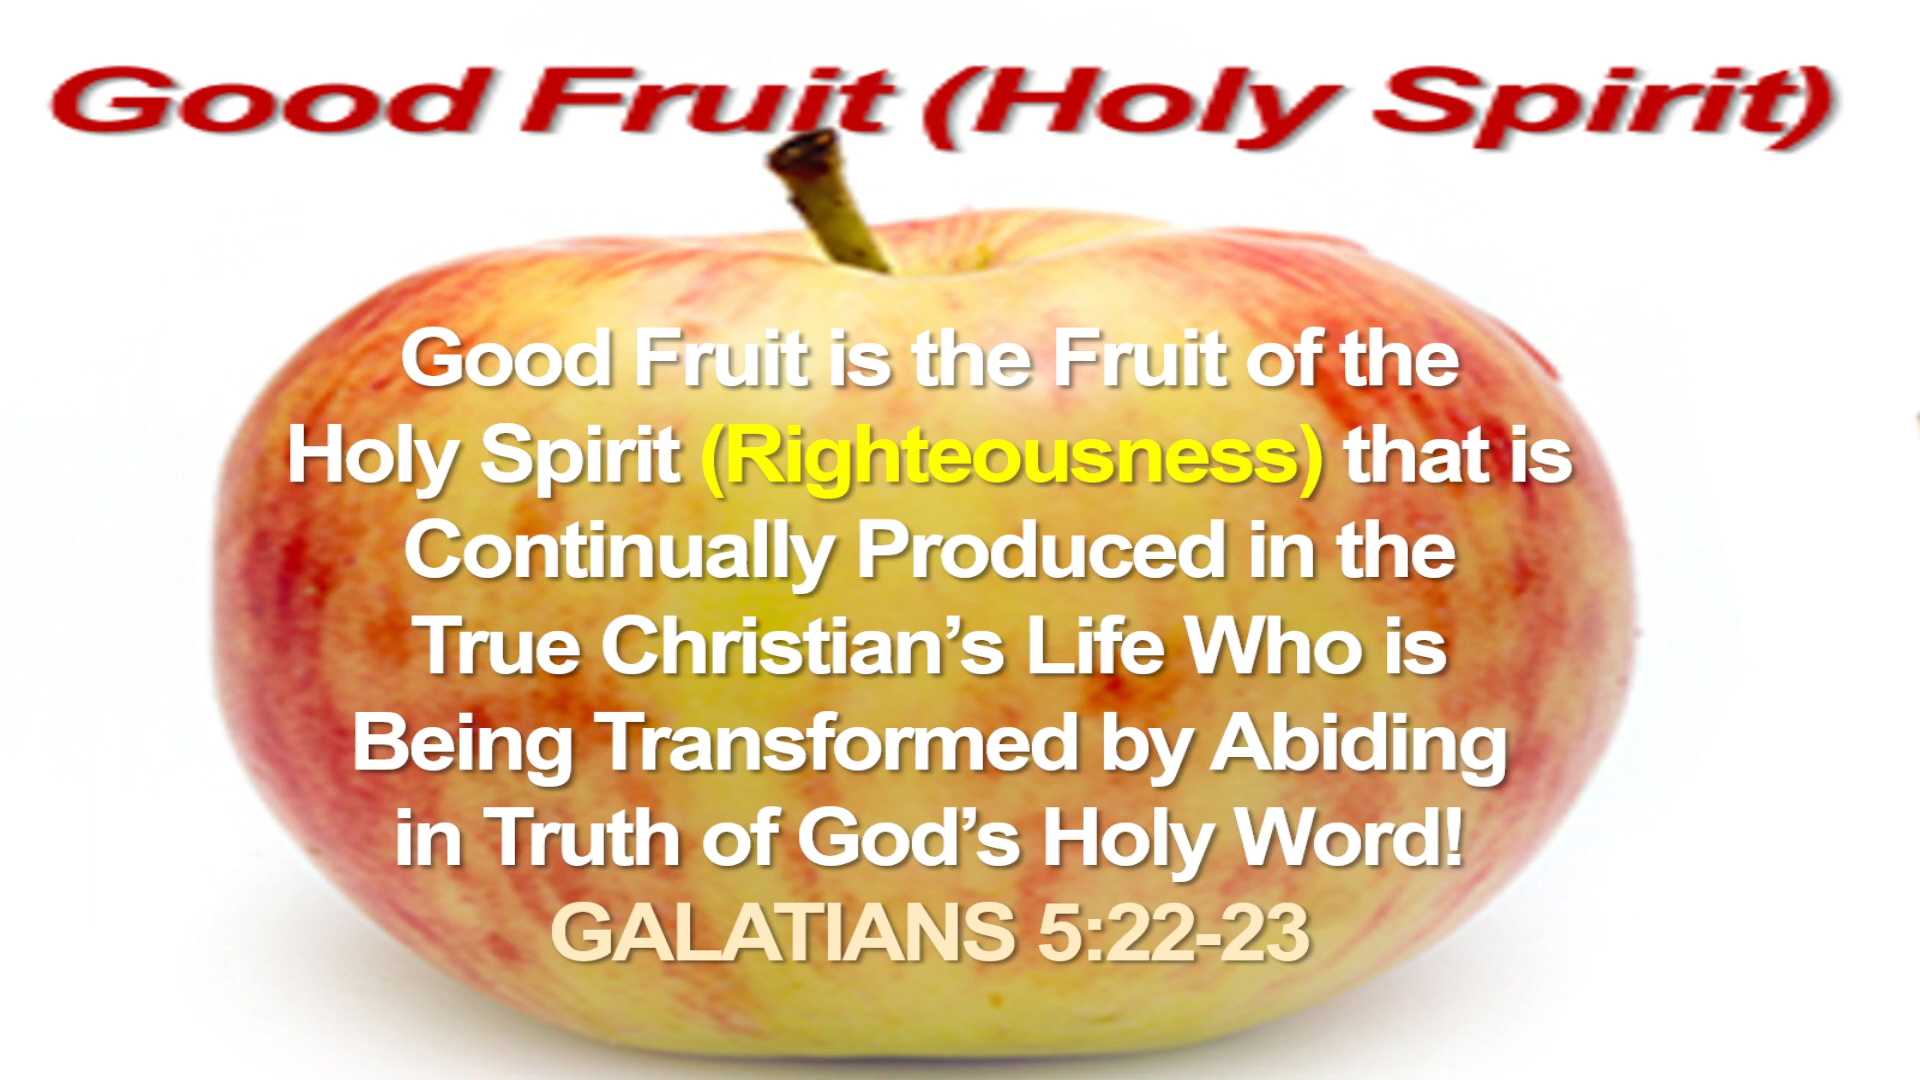 Good Fruit (Holy Spirit)
Good Fruit is the Fruit of the
Holy Spirit (Righteousness) that is
Continually Produced in the
True Christian’s Life Who is
Being Transformed by Abiding
in Truth of God’s Holy Word!
GALATIANS 5:22-23